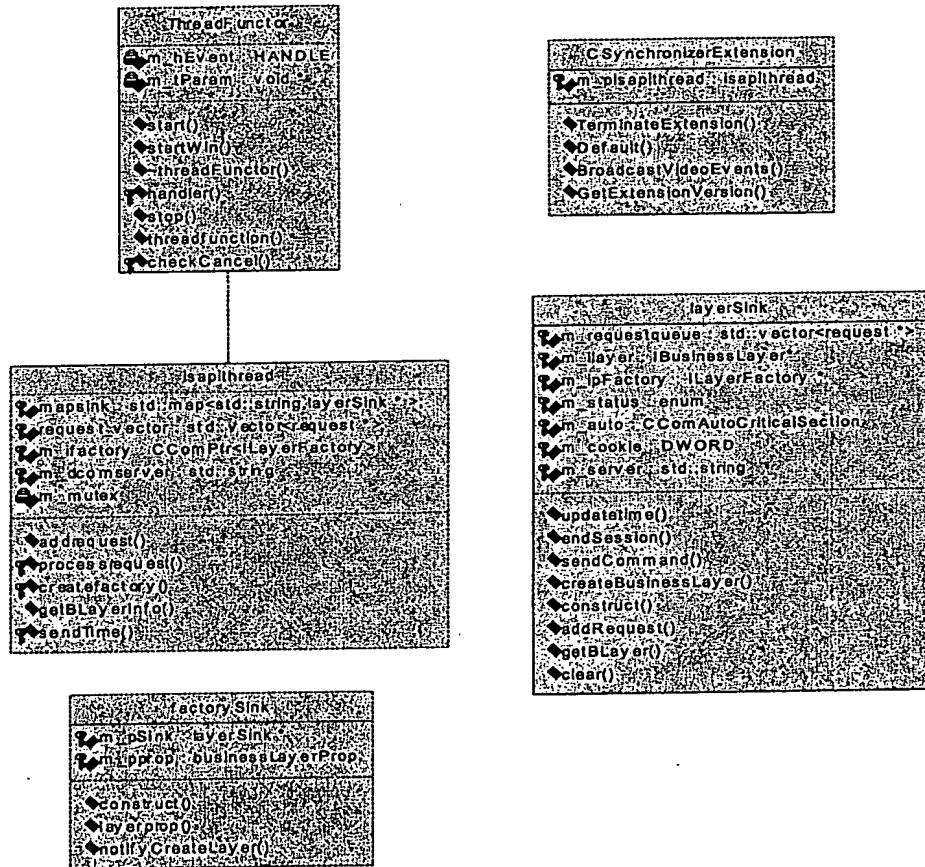 ThreadFunctor
m_hEvent : HANDLE
m_tParam : void *
start()
startWin()
~threadFunctor()
handler()
stop()
threadfunction()
checkCancel()
CSynchronizerExtension
m_pIsapithread : Isapithread
TerminateExtension()
Default()
BroadcastVideoEvents()
GetExtensionVersion()
Isapithread
mapsink : std::map<std::string,layerSink *>
request_vector : std::vector<request *>
m_ifactory : CComPtr<ILayerFactory>
m_dcomserver : std::string
m_mutex
addrequest()
processrequest()
createfactory()
getBLayerInfo()
sendTime()
layerSink
m_requestqueue : std::vector<request *>
m_ilayer : IBusinessLayer*
m_ipFactory : ILayerFactory *
m_status : enum
m_auto : CComAutoCriticalSection
m_cookie : DWORD
m_server : std::string
updatetime()
endSession()
sendCommand()
createBusinessLayer()
construct()
addRequest()
getBLayer()
clear()
factorySink
m_pSink : layerSink
m_pprop : businessLayerProp
construct()
layerprop()
notifyCreateLayer()